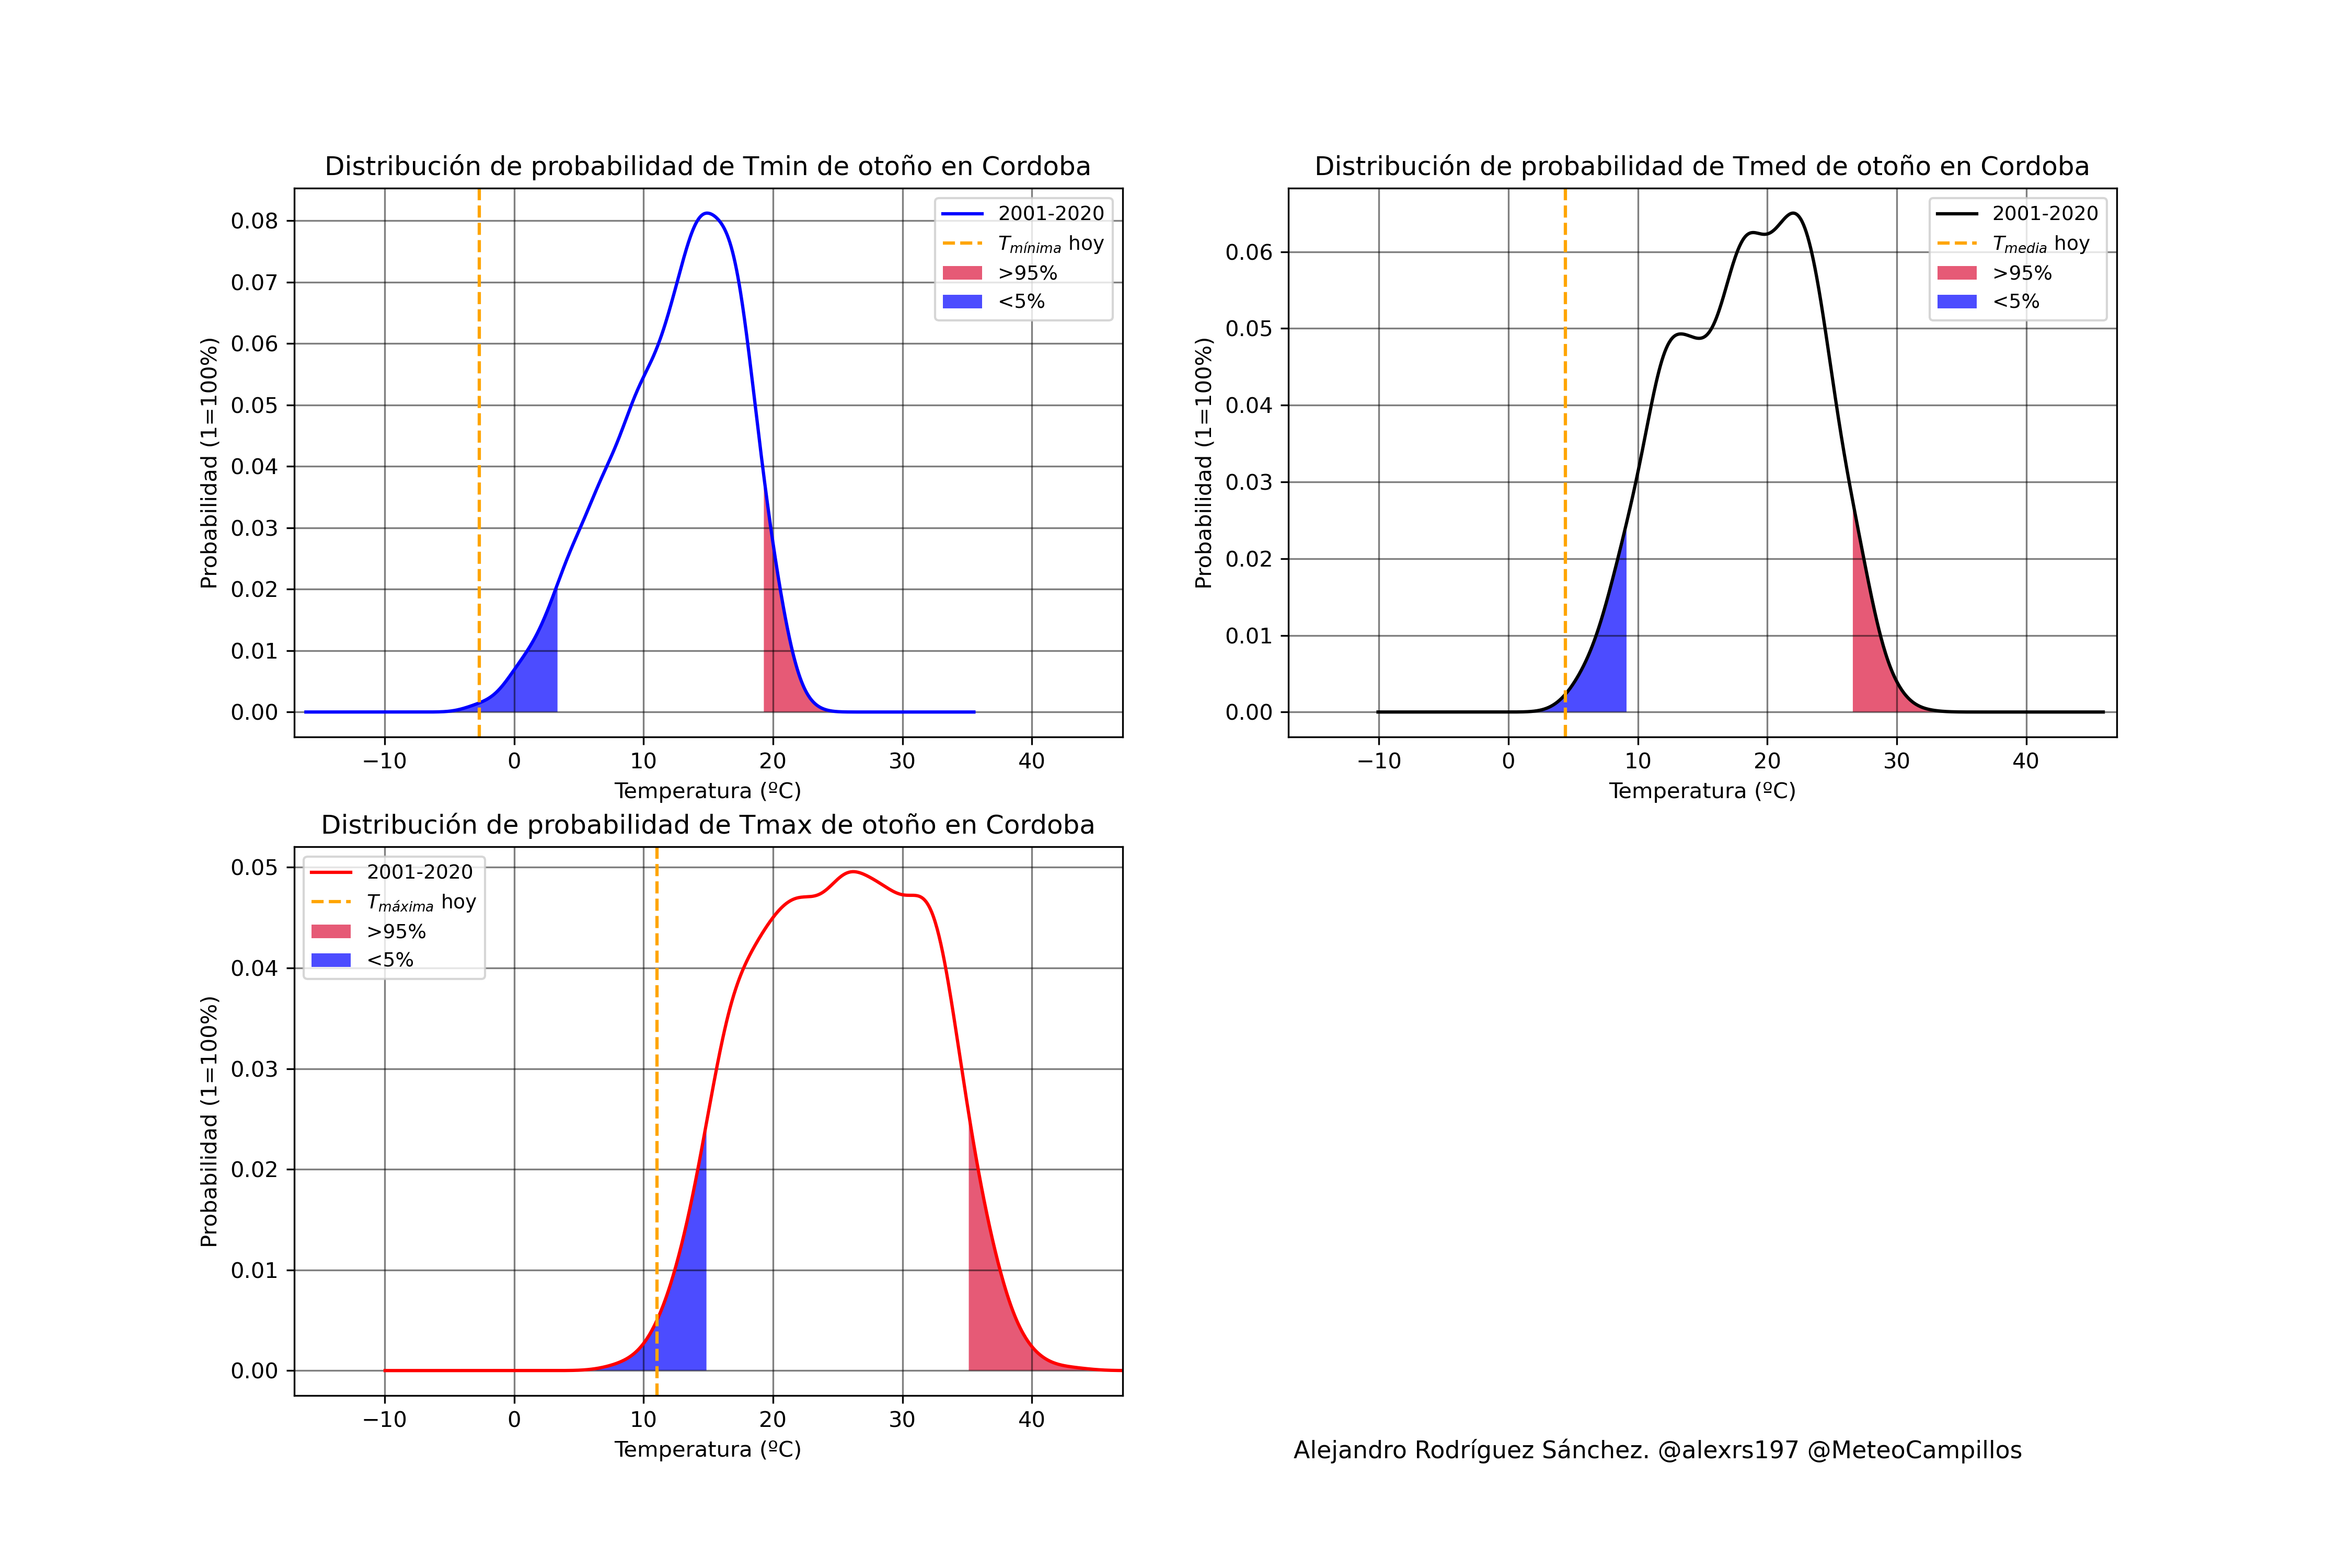 Distribución de probabilidad de Tmin de otoño en Cordoba
0.08
0.07
0.06
0.05
0.04
0.03
0.02
0.01
0.00
Probabilidad (1=100%)
2001-2020
Tmínima hoy
>95%
<5%
−10 0 10 20 30 40
Temperatura (ºC)
Distribución de probabilidad de Tmed de otoño en Cordoba
0.06
0.05
0.04
0.03
0.02
0.01
0.00
Probabilidad (1=100%)
2001-2020
Tmedia hoy
>95%
<5%
−10 0 10 20 30 40
Temperatura (ºC)
Distribución de probabilidad de Tmax de otoño en Cordoba
0.05
0.04
0.03
0.02
0.01
0.00
Probabilidad (1=100%)
2001-2020
Tmáxima hoy
>95%
<5%
−10 0 10 20 30 40
Temperatura (ºC)
Alejandro Rodríguez Sánchez. @alexrs197 @MeteoCampillos